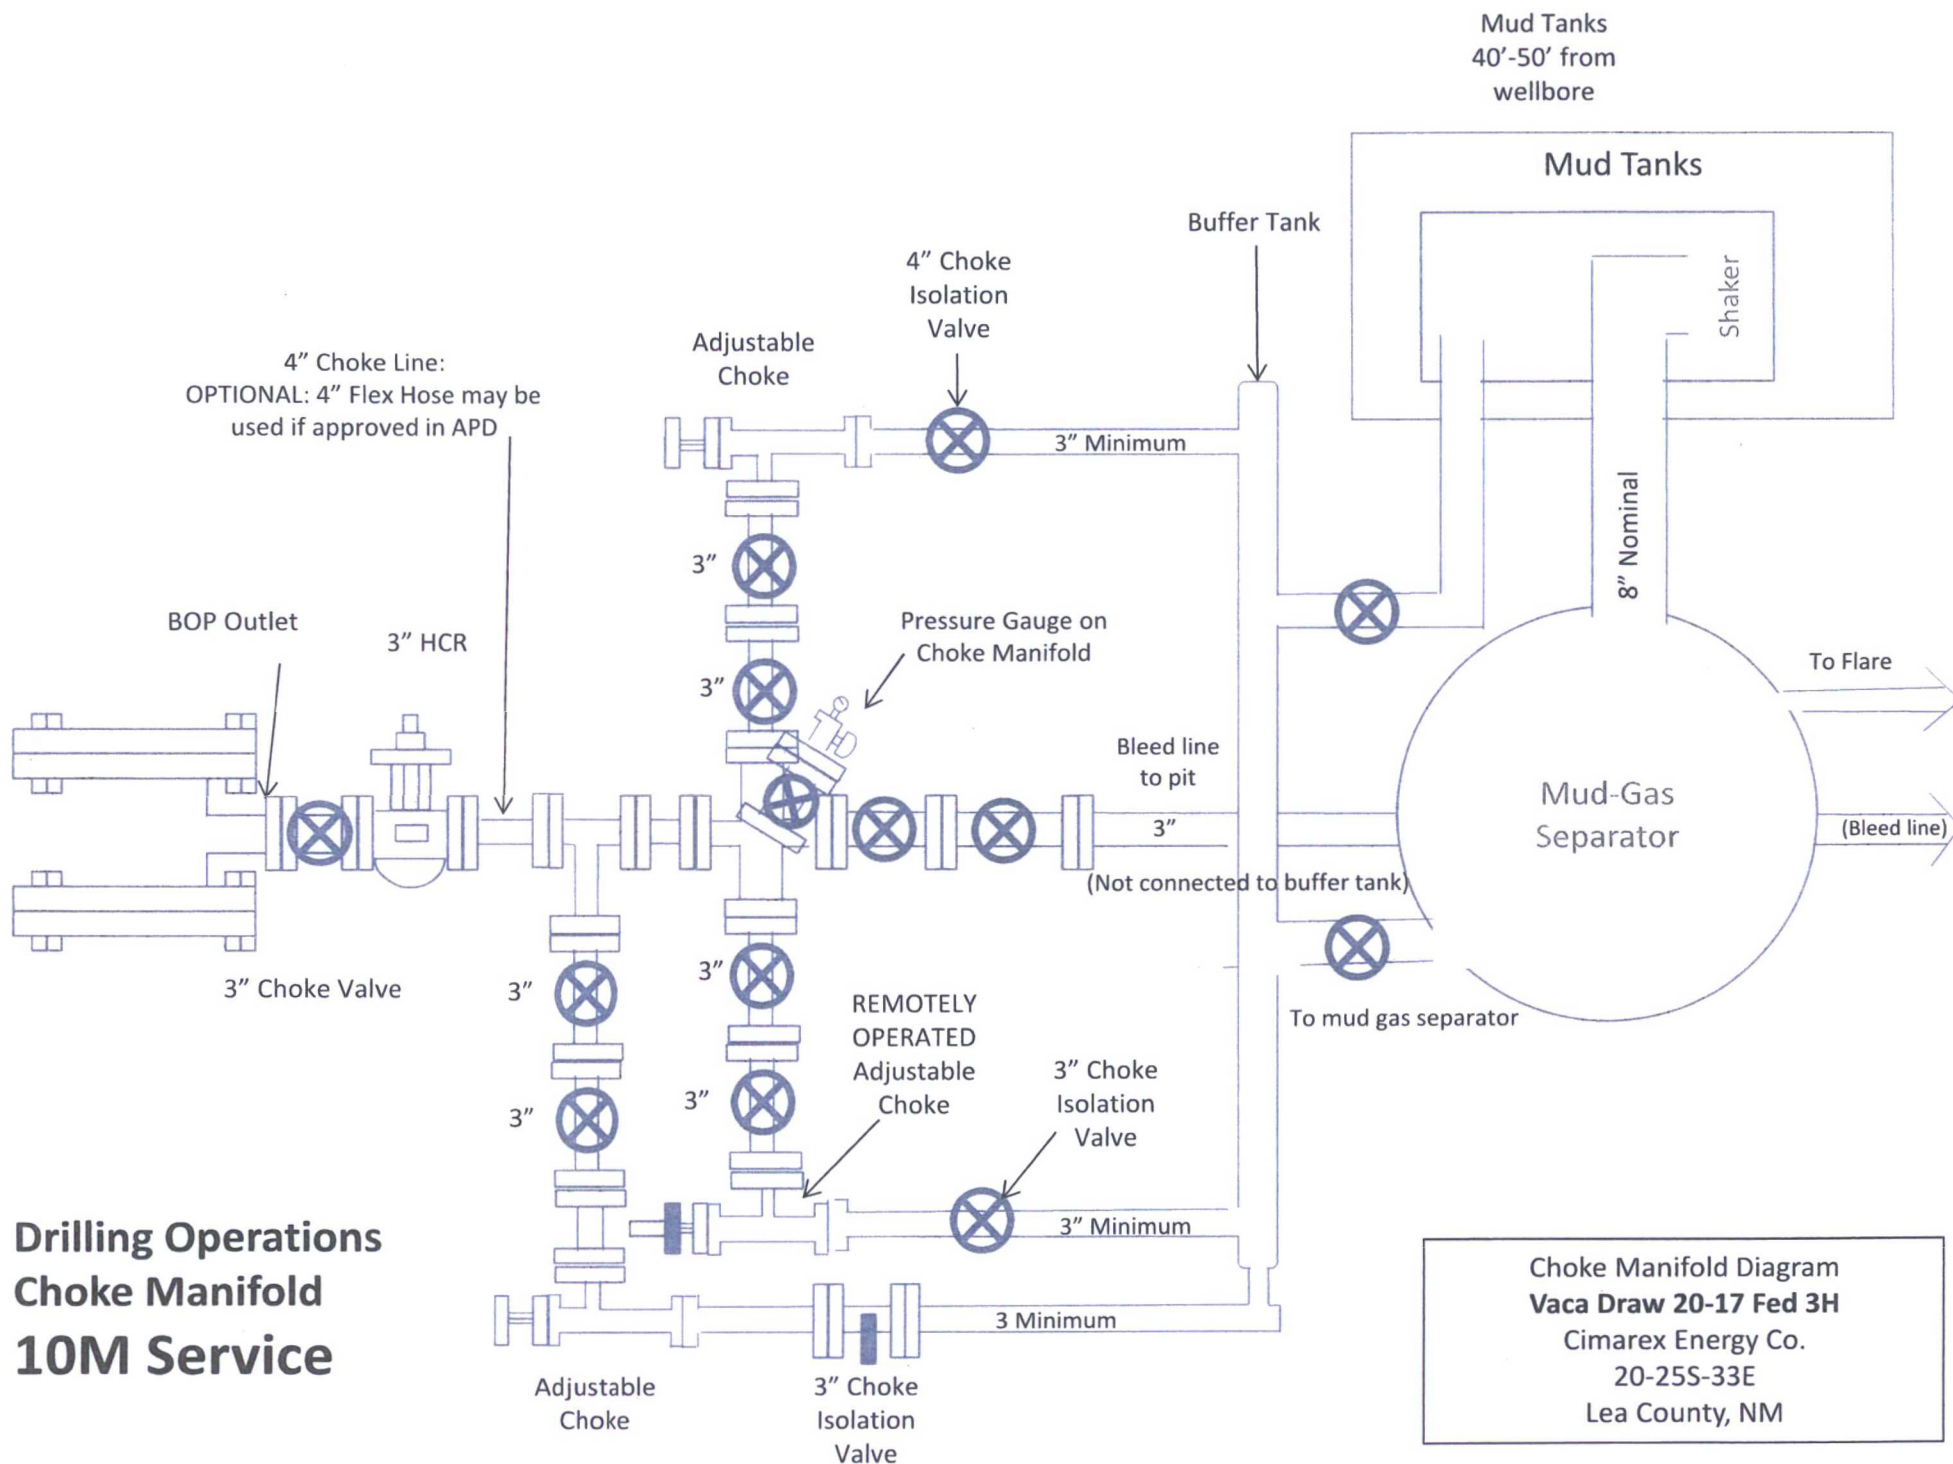 Mud Tanks
40'-50' from
wellbore
Mud Tanks
Buffer Tank
Shaker
4" Choke
Isolation
Valve
Adjustable
Choke
4" Choke Line:
OPTIONAL: 4" Flex Hose may be
used if approved in APD
3" Minimum
8" Nominal
3"
BOP Outlet
3" HCR
Pressure Gauge on
Choke Manifold
3"
To Flare
Bleed line
to pit
3"
Mud-Gas
Separator
(Bleed line)
(Not connected to buffer tank)
3" Choke Valve
3"
3"
REMOTELY
OPERATED
Adjustable
Choke
To mud gas separator
3" Choke
Isolation
Valve
3"
3"
3" Minimum
Drilling Operations
Choke Manifold
10M Service
3 Minimum
Adjustable
Choke
3" Choke
Isolation
Valve
Choke Manifold Diagram
Vaca Draw 20-17 Fed 3H
Cimarex Energy Co.
20-25S-33E
Lea County, NM